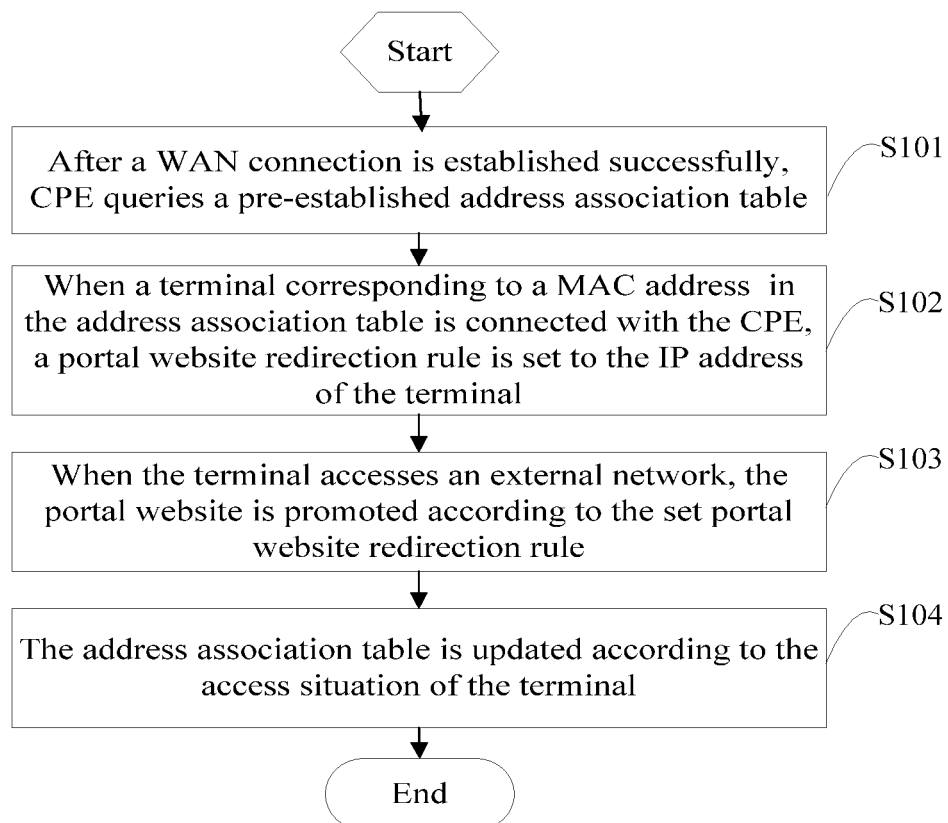 Start
After a WAN connection is established successfully,
CPE queries a pre-established address association table
S101
When a terminal corresponding to a MAC address in
the address association table is connected with the CPE,
a portal website redirection rule is set to the IP address
of the terminal
S102
When the terminal accesses an external network, the
portal website is promoted according to the set portal
website redirection rule
S103
The address association table is updated according to the
access situation of the terminal
S104
End